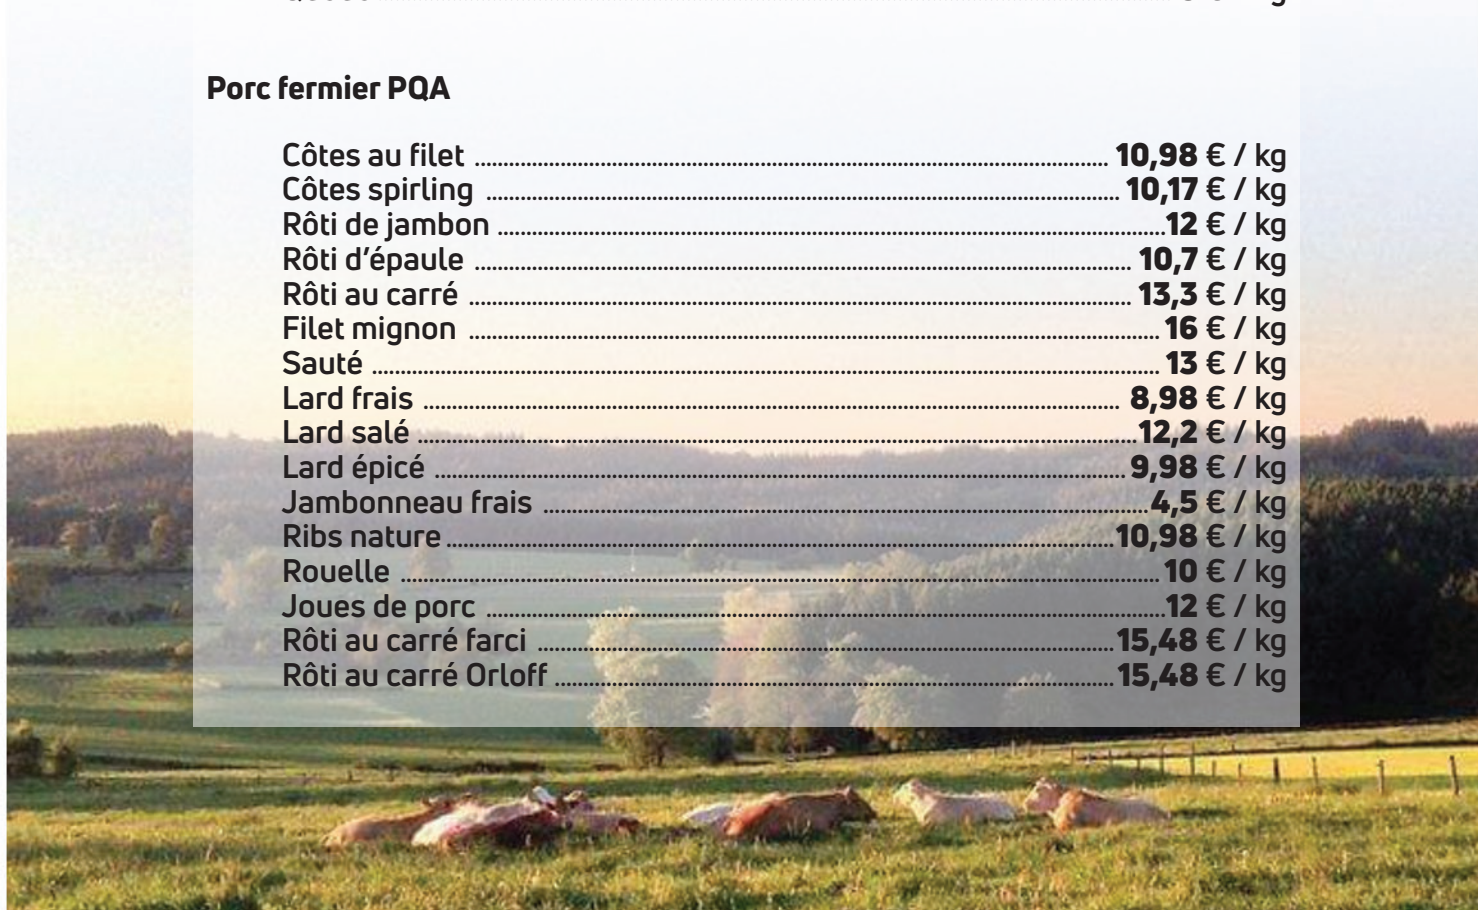 Porc fermier PQA
Côtes au filet 10,98 € / kg
Côtes spirling 10,17 € / kg
Rôti de jambon 12 € / kg
Rôti d’épaule 10,7 € / kg
Rôti au carré 13,3 € / kg
Filet mignon 16 € / kg
Sauté 13 € / kg
Lard frais 8,98 € / kg
Lard salé 12,2 € / kg
Lard épicé 9,98 € / kg
Jambonneau frais 4,5 € / kg
Ribs nature 10,98 € / kg
Rouelle 10 € / kg
Joues de porc 12 € / kg
Rôti au carré farci 15,48 € / kg
Rôti au carré Orloff 15,48 € / kg